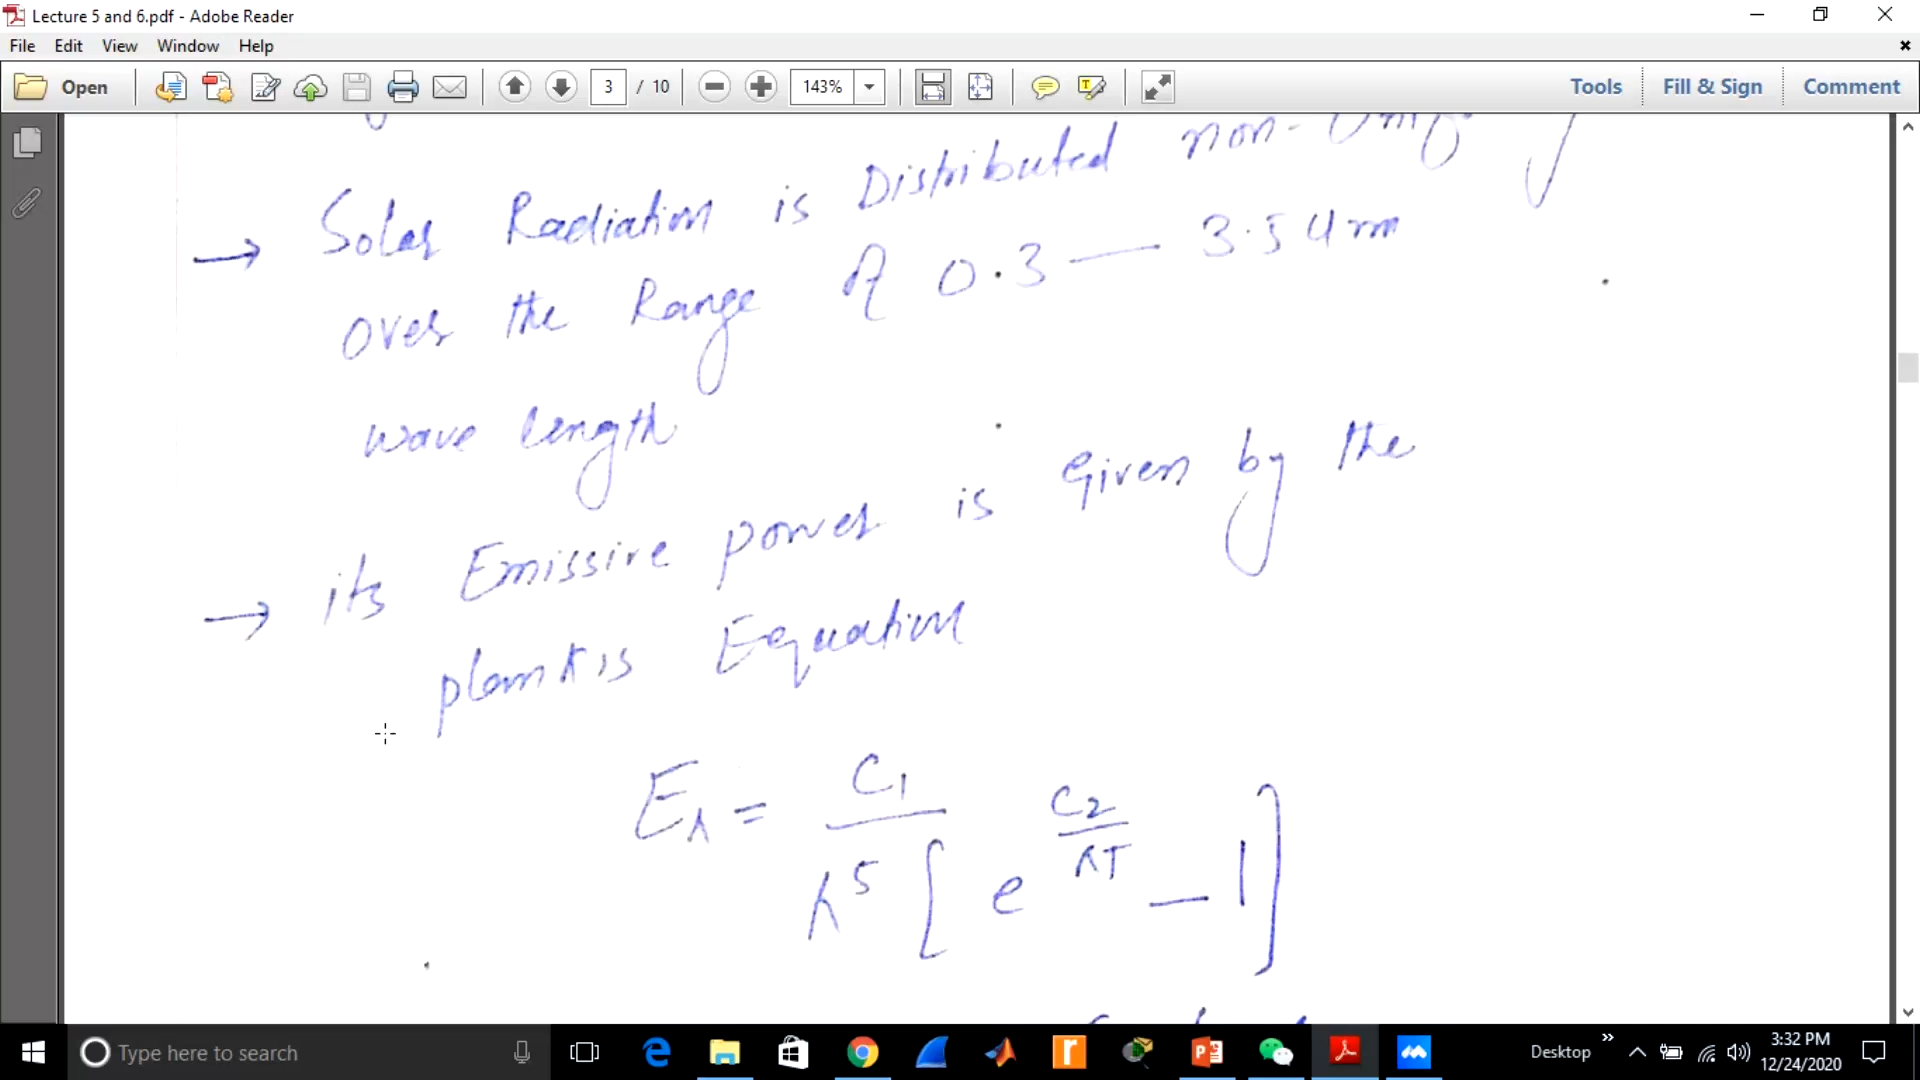 Lecture 5 and 6.pdf - Adobe Reader
File Edit View Window Help
Open 3 / 10 143% Tools Fill & Sign Comment
→ Solar Radiation is Distributed non-
over the Range of 0.3 — 3.5 μm
wave length
→ its Emissive power is Given by the
plank's Equation
Eλ = C1
λ^5 [ e^(C2/λT) - 1 ]
Type here to search
Desktop
3:32 PM
12/24/2020